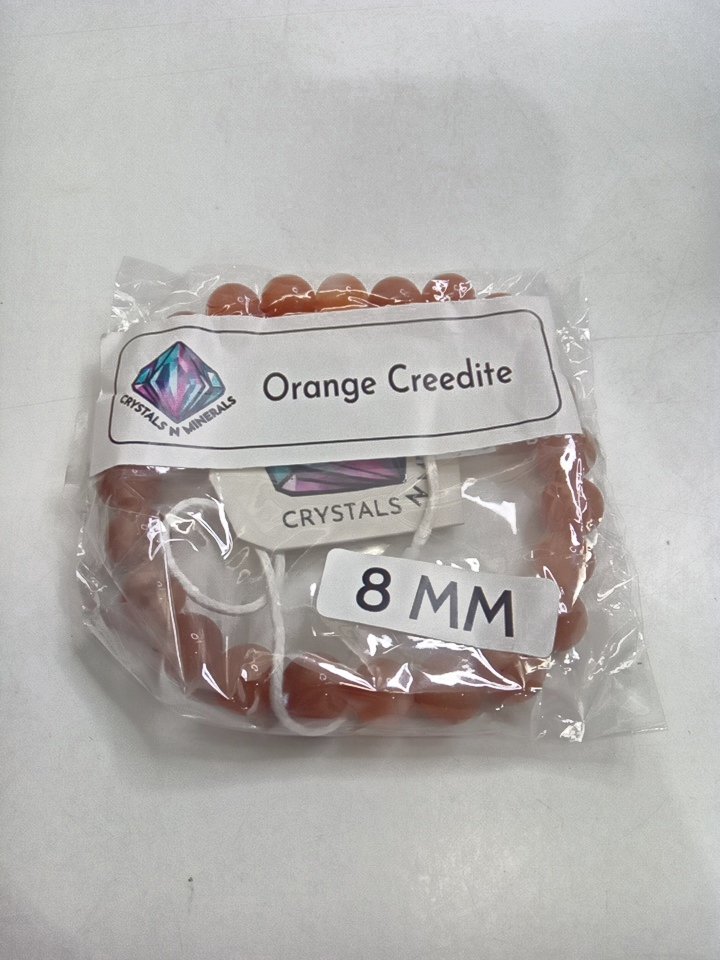 CRYSTALS N MINERALS
Orange Creedite
CRYSTALS N
8 MM